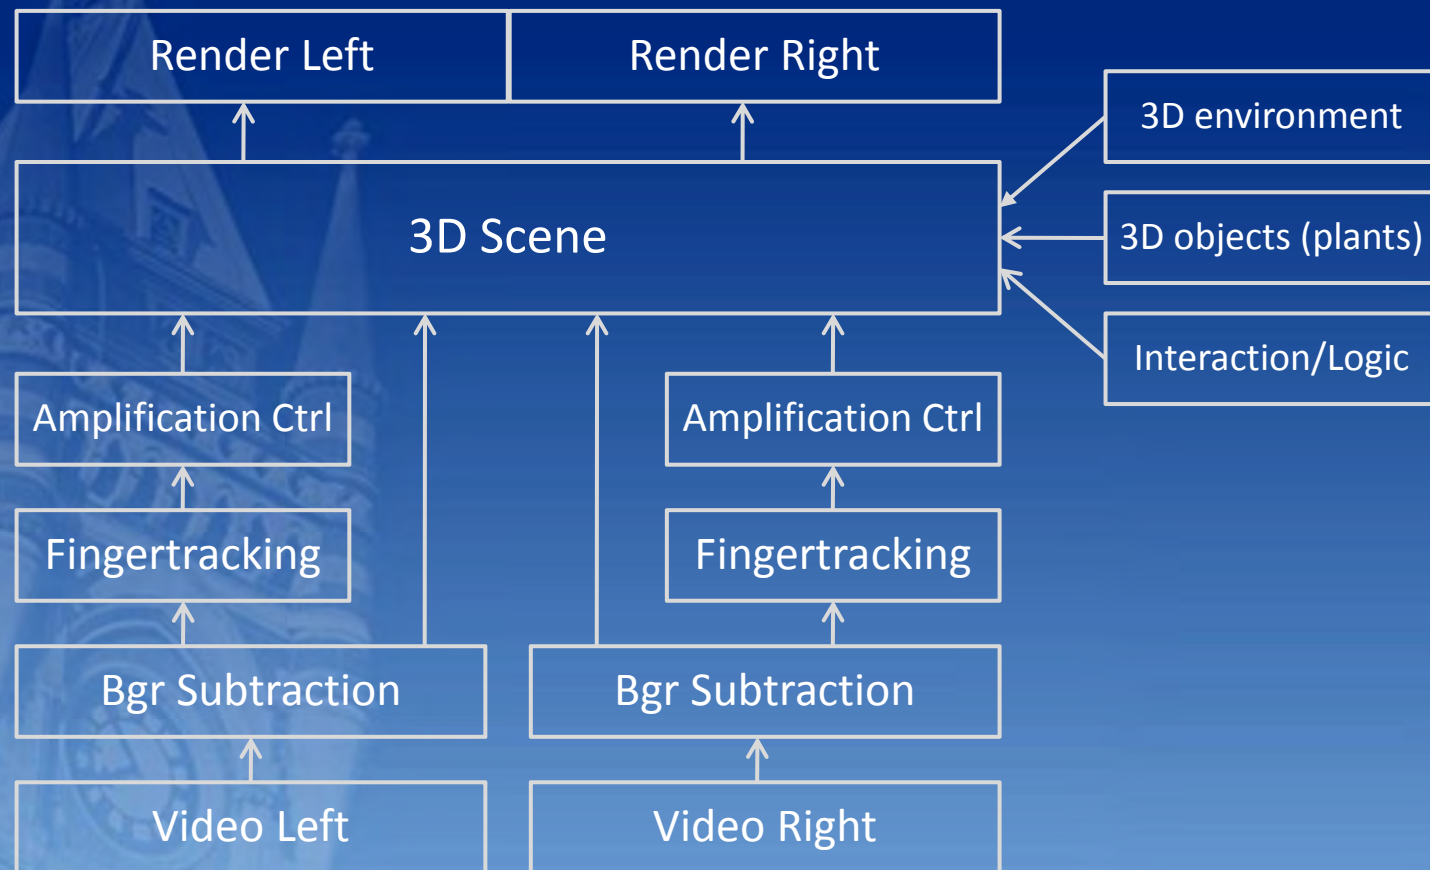 Render Left
Render Right
3D environment
3D Scene
3D objects (plants)
Interaction/Logic
Amplification Ctrl
Amplification Ctrl
Fingertracking
Fingertracking
Bgr Subtraction
Bgr Subtraction
Video Left
Video Right